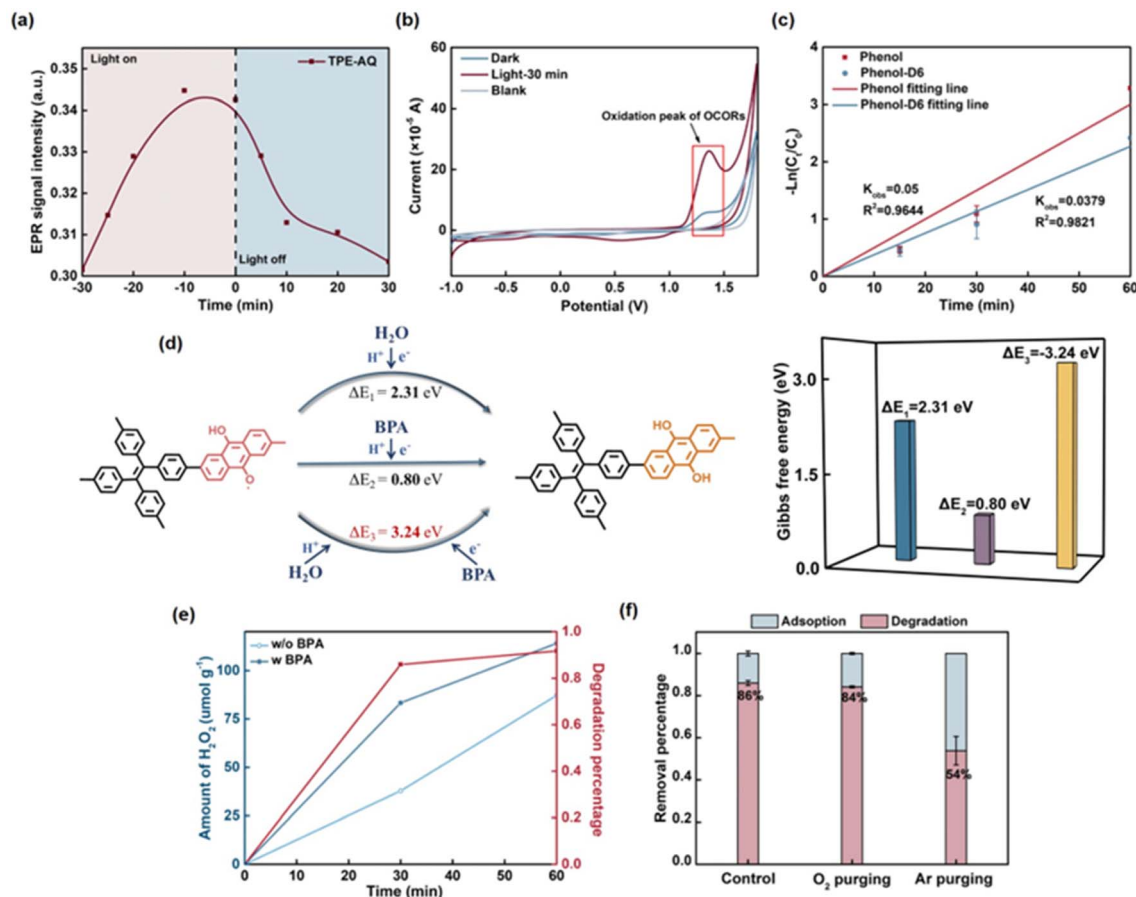 (a)
Light on
TPE-AQ
Light off
EPR signal intensity (a.u.)
0.35
0.34
0.33
0.32
0.31
0.30
-30
-20
-10
0
10
20
30
Time (min)
(b)
Dark
Light-30 min
Blank
Oxidation peak of OCORs
Current (×10⁻⁵ A)
60
40
20
0
-1.0
-0.5
0.0
0.5
1.0
1.5
Potential (V)
(c)
Phenol
Phenol-D6
Phenol fitting line
Phenol-D6 fitting line
K_obs=0.05
R²=0.9644
K_obs=0.0379
R²=0.9821
-Ln(Cₜ/C₀)
4
3
2
1
0
0
10
20
30
40
50
60
Time (min)
(d)
H₂O
H⁺ e⁻
ΔE₁ = 2.31 eV
BPA
H⁺ e⁻
ΔE₂ = 0.80 eV
ΔE₃ = 3.24 eV
H⁺
e⁻
H₂O
BPA
HO
O·
HO
OH
Gibbs free energy (eV)
3.0
0.0
ΔE₁=2.31 eV
ΔE₂=0.80 eV
ΔE₃=-3.24 eV
(e)
w/o BPA
w BPA
Amount of H₂O₂ (umol g⁻¹)
100
75
50
25
0
0
10
20
30
40
50
60
Time (min)
1.0
0.8
0.6
0.4
0.2
0.0
Degradation percentage
(f)
Adsoption
Degradation
Removal percentage
1.0
0.8
0.6
0.4
0.2
0.0
86%
84%
54%
Control
O₂ purging
Ar purging